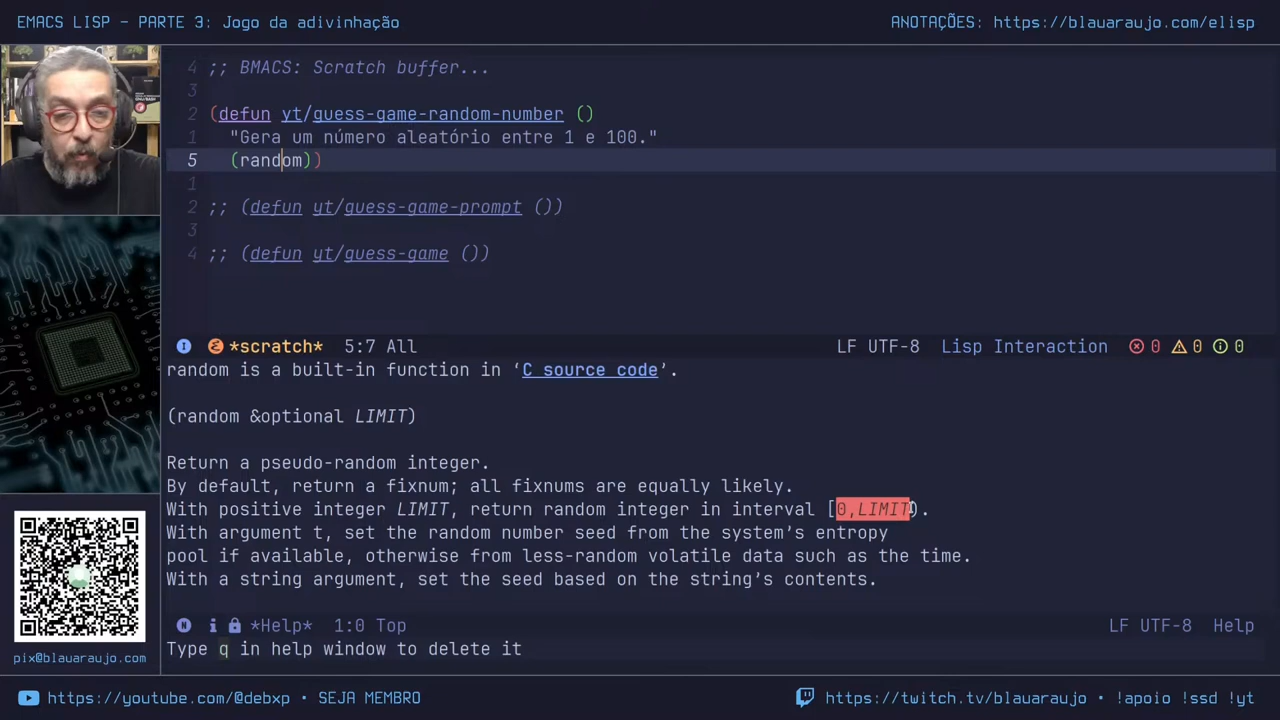 EMACS LISP - PARTE 3: Jogo da adivinhação
ANOTAÇÕES: https://blauaraujo.com/elisp
4 ;; BMACS: Scratch buffer...
3
2 (defun yt/guess-game-random-number ()
1 "Gera um número aleatório entre 1 e 100."
5 (random))
1
2 ;; (defun yt/guess-game-prompt ())
3
4 ;; (defun yt/guess-game ())
I *scratch* 5:7 All LF UTF-8 Lisp Interaction 0 0 0
random is a built-in function in ‘C source code’.
(random &optional LIMIT)
Return a pseudo-random integer.
By default, return a fixnum; all fixnums are equally likely.
With positive integer LIMIT, return random integer in interval [0,LIMIT).
With argument t, set the random number seed from the system’s entropy
pool if available, otherwise from less-random volatile data such as the time.
With a string argument, set the seed based on the string’s contents.
N *Help* 1:0 Top LF UTF-8 Help
Type q in help window to delete it
pix@blauaraujo.com
https://youtube.com/@debxp • SEJA MEMBRO
https://twitch.tv/blauaraujo • !apoio !ssd !yt